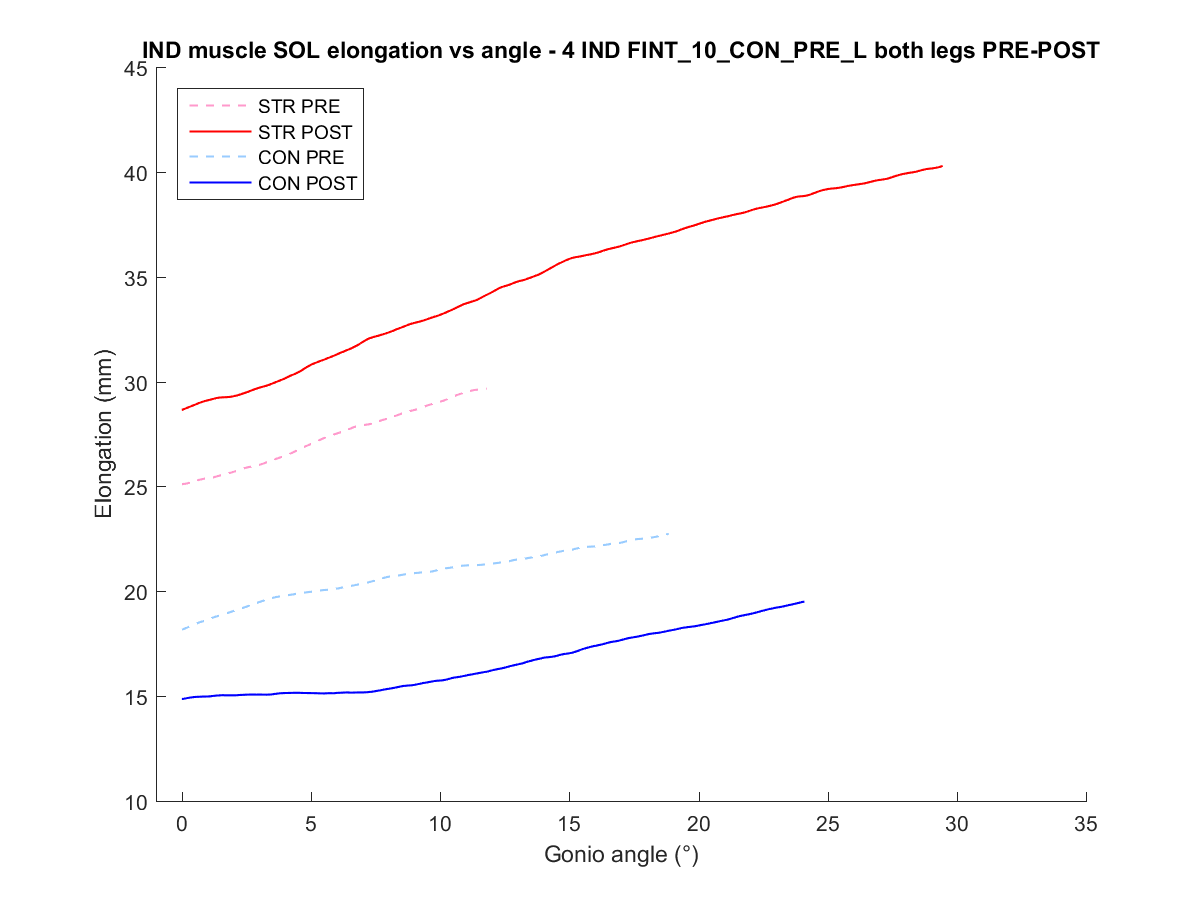 IND muscle SOL elongation vs angle - 4 IND FINT_10_CON_PRE_L both legs PRE-POST
45
40
35
30
25
20
15
10
Elongation (mm)
STR PRE
STR POST
CON PRE
CON POST
0 5 10 15 20 25 30 35
Gonio angle (°)